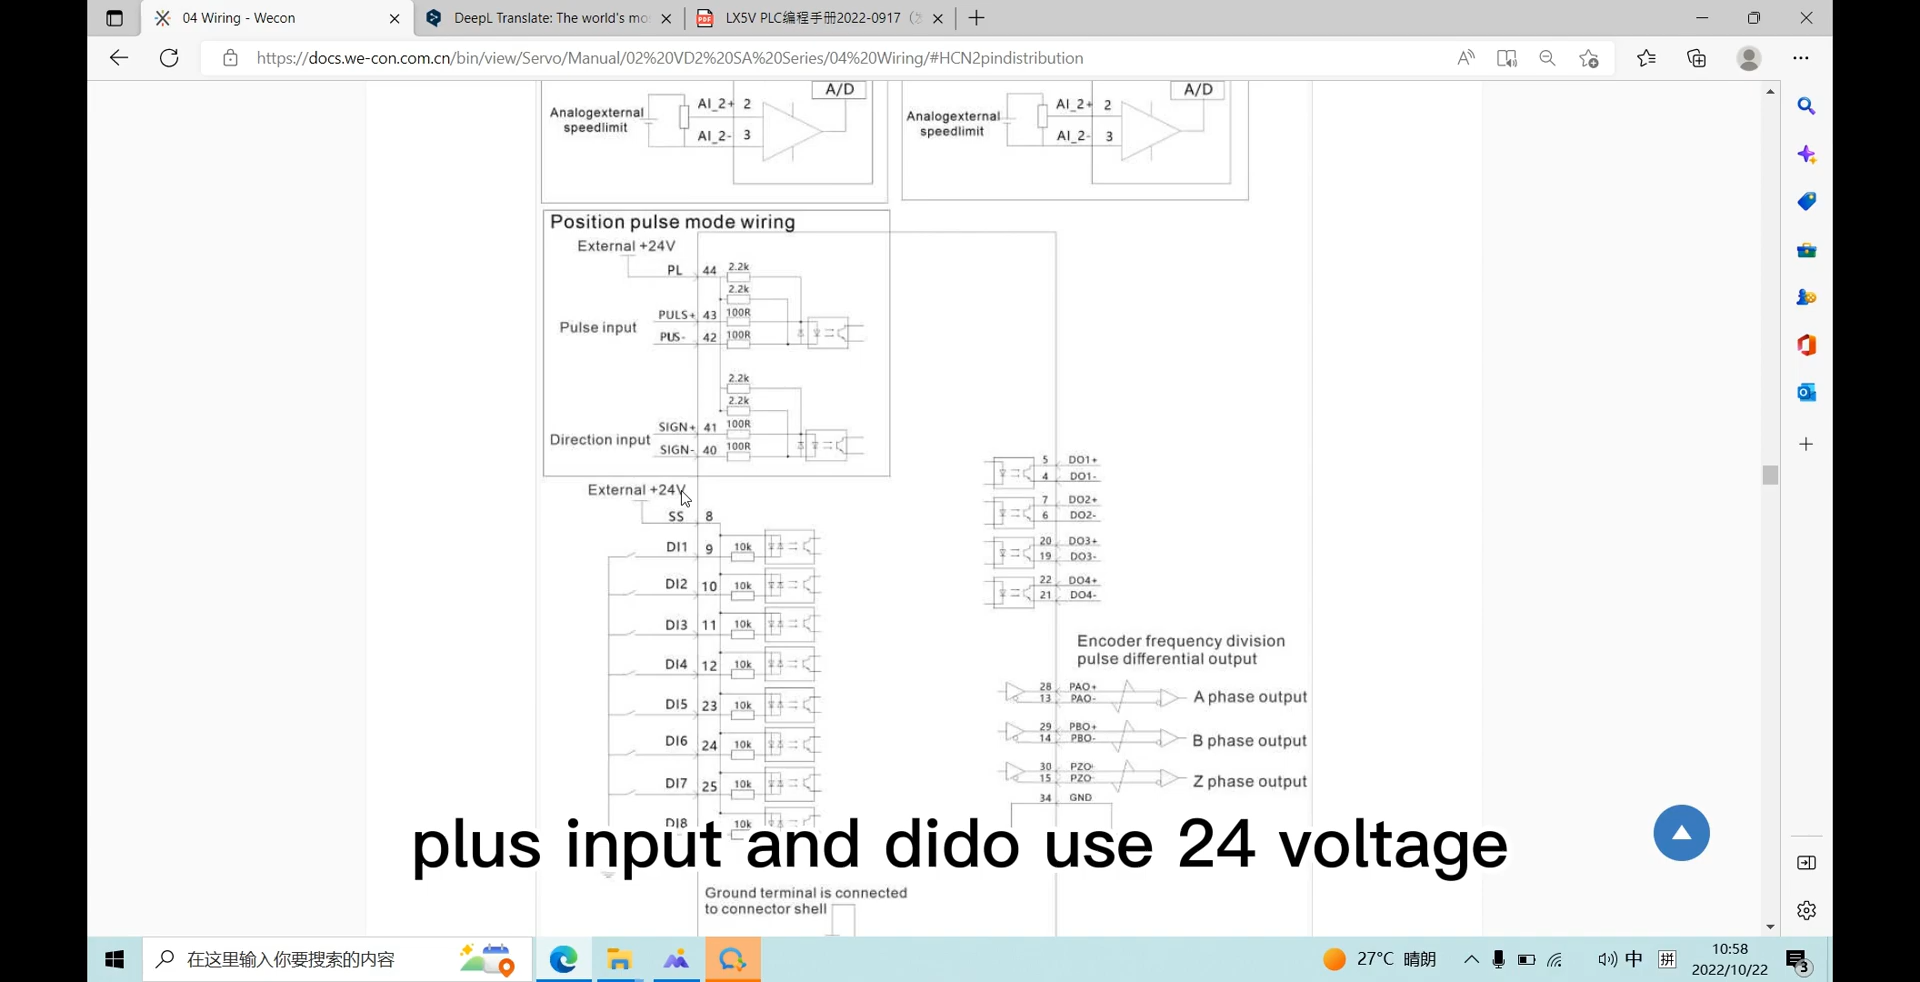 04 Wiring - Wecon
DeepL Translate: The world's mo
LX5V PLC编程手册2022-0917
https://docs.we-con.com.cn/bin/view/Servo/Manual/02%20VD2%20SA%20Series/04%20Wiring/#HCN2pindistribution
A/D
Analogexternal
speedlimit
AI_2+ 2
AI_2- 3
A/D
Analogexternal
speedlimit
AI_2+ 2
AI_2- 3
Position pulse mode wiring
External +24V
PL 44 2.2k
2.2k
PULS+ 43 100R
Pulse input
PUS- 42 100R
2.2k
2.2k
SIGN+ 41 100R
Direction input
SIGN- 40 100R
External +24V
SS 8
DI1 9 10k
DI2 10 10k
DI3 11 10k
DI4 12 10k
DI5 23 10k
DI6 24 10k
DI7 25 10k
DI8 10k
5 DO1+
4 DO1-
7 DO2+
6 DO2-
20 DO3+
19 DO3-
22 DO4+
21 DO4-
Encoder frequency division
pulse differential output
28 PAO+
13 PAO-
A phase output
29 PBO+
14 PBO-
B phase output
30 PZO+
15 PZO-
Z phase output
34 GND
plus input and dido use 24 voltage
Ground terminal is connected
to connector shell
在这里输入你要搜索的内容
27°C 晴朗
中
拼
10:58
2022/10/22
3